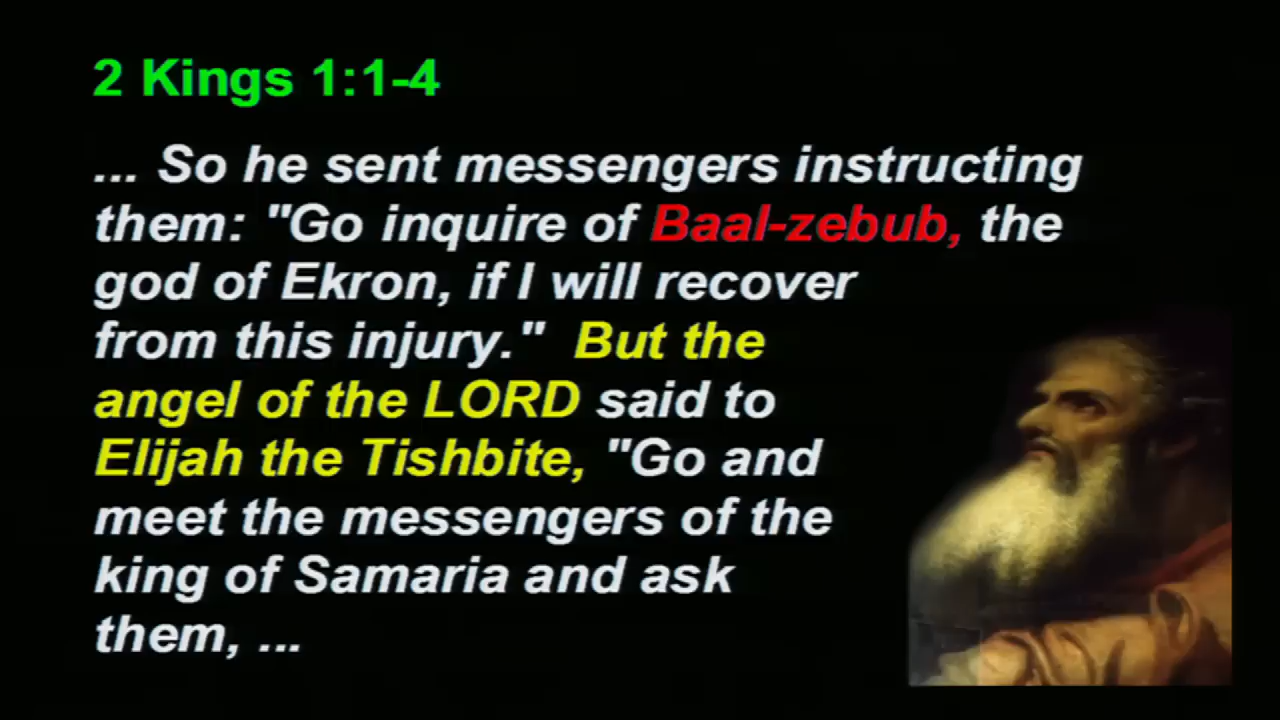 2 Kings 1:1-4
... So he sent messengers instructing
them: "Go inquire of Baal-zebub, the
god of Ekron, if I will recover
from this injury." But the
angel of the LORD said to
Elijah the Tishbite, "Go and
meet the messengers of the
king of Samaria and ask
them, ...